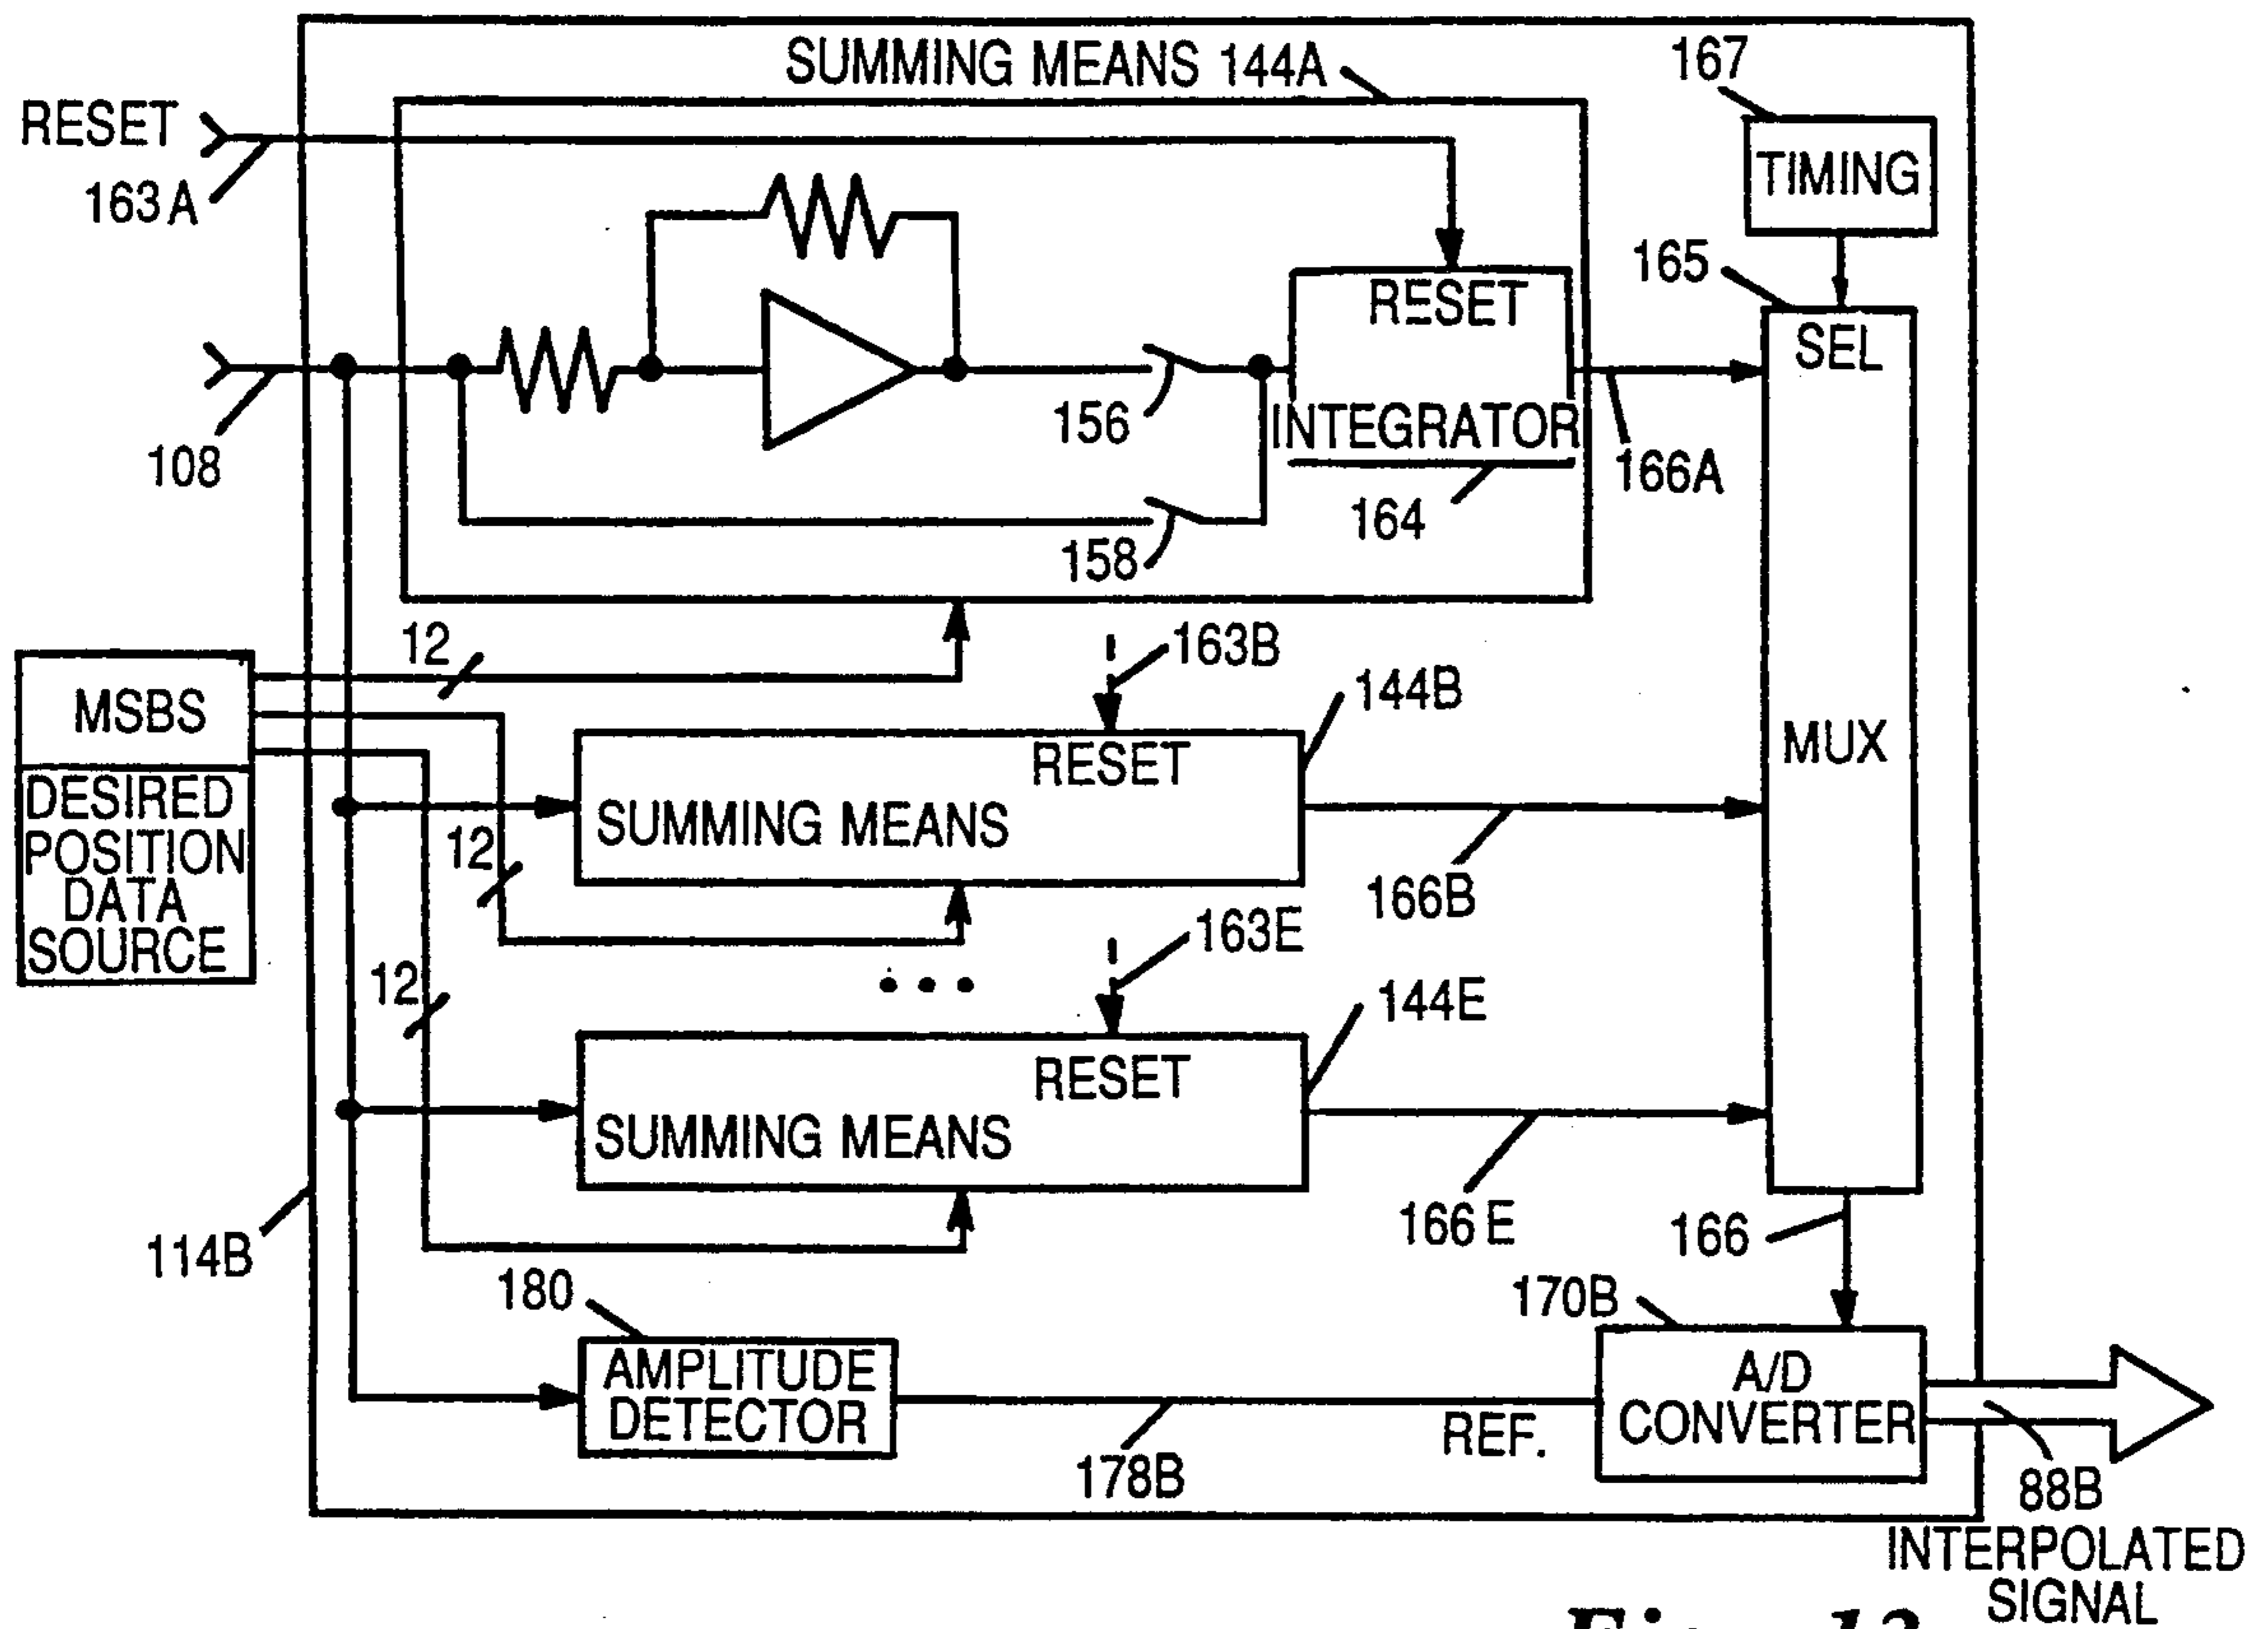 SUMMING MEANS 144A
167
RESET
163A
TIMING
165
RESET
SEL
108
156
INTEGRATOR
166A
164
158
12
163B
MSBS
144B
RESET
MUX
DESIRED
POSITION
DATA
SOURCE
12
SUMMING MEANS
166B
163E
12
• • •
144E
RESET
SUMMING MEANS
166E
166
114B
180
170B
AMPLITUDE
DETECTOR
A/D
CONVERTER
REF.
178B
88B
INTERPOLATED
SIGNAL